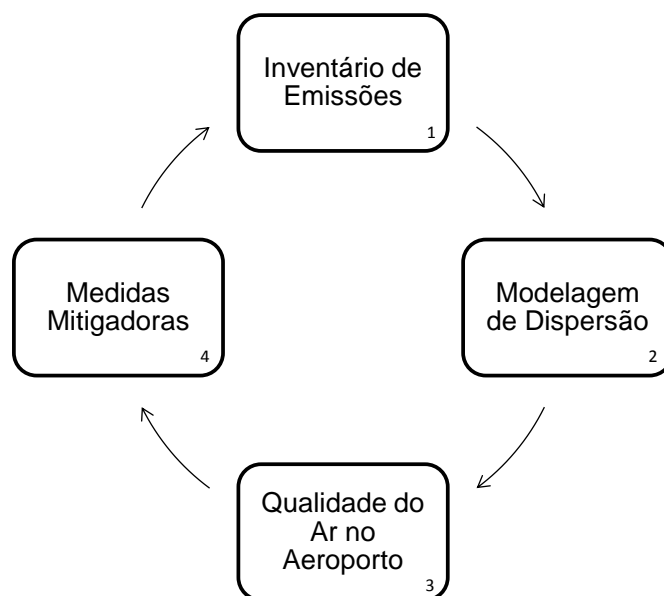 Inventário de
Emissões
1
Modelagem
de Dispersão
2
Qualidade do
Ar no
Aeroporto
3
Medidas
Mitigadoras
4